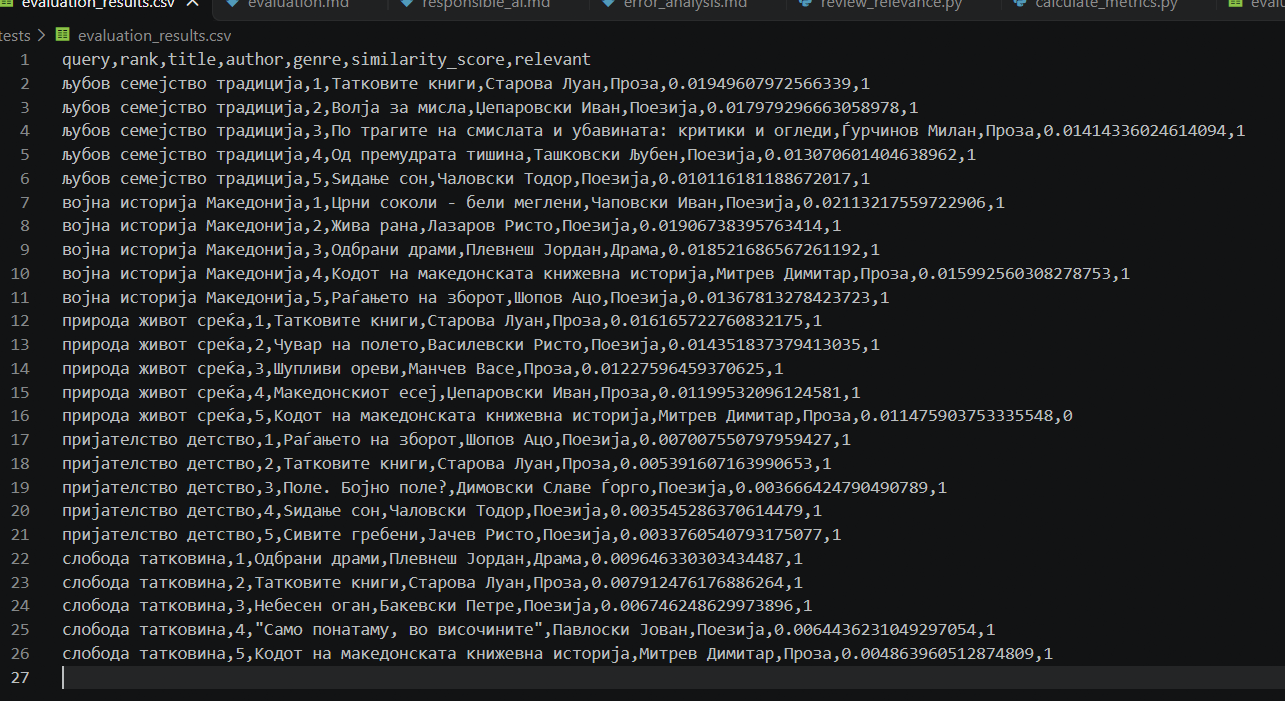 evaluation_results.csv evaluation.md responsible_ai.md error_analysis.md review_relevance.py calculate_metrics.py
tests > evaluation_results.csv
1 query,rank,title,author,genre,similarity_score,relevant
2 љубов семејство традиција,1,Татковите книги,Старова Луан,Проза,0.01949607972566339,1
3 љубов семејство традиција,2,Волја за мисла,Џепаровски Иван,Поезија,0.017979296663058978,1
4 љубов семејство традиција,3,По трагите на смислата и убавината: критики и огледи,Ѓурчинов Милан,Проза,0.01414336024614094,1
5 љубов семејство традиција,4,Од премудрата тишина,Ташковски Љубен,Поезија,0.013070601404638962,1
6 љубов семејство традиција,5,Ѕидање сон,Чаловски Тодор,Поезија,0.010116181188672017,1
7 војна историја Македонија,1,Црни соколи - бели меглени,Чаповски Иван,Поезија,0.02113217559722906,1
8 војна историја Македонија,2,Жива рана,Лазаров Ристо,Поезија,0.01906738395763414,1
9 војна историја Македонија,3,Одбрани драми,Плевнеш Јордан,Драма,0.018521686567261192,1
10 војна историја Македонија,4,Кодот на македонската книжевна историја,Митрев Димитар,Проза,0.015992560308278753,1
11 војна историја Македонија,5,Раѓањето на зборот,Шопов Ацо,Поезија,0.01367813278423723,1
12 природа живот среќа,1,Татковите книги,Старова Луан,Проза,0.016165722760832175,1
13 природа живот среќа,2,Чувар на полето,Василевски Ристо,Поезија,0.014351837379413035,1
14 природа живот среќа,3,Шупливи ореви,Манчев Васе,Проза,0.01227596459370625,1
15 природа живот среќа,4,Македонскиот есеј,Џепаровски Иван,Проза,0.01199532096124581,1
16 природа живот среќа,5,Кодот на македонската книжевна историја,Митрев Димитар,Проза,0.011475903753335548,0
17 пријателство детство,1,Раѓањето на зборот,Шопов Ацо,Поезија,0.007007550797959427,1
18 пријателство детство,2,Татковите книги,Старова Луан,Проза,0.005391607163990653,1
19 пријателство детство,3,Поле. Бојно поле?,Димовски Славе Ѓорго,Поезија,0.003666424790490789,1
20 пријателство детство,4,Ѕидање сон,Чаловски Тодор,Поезија,0.003545286370614479,1
21 пријателство детство,5,Сивите гребени,Јачев Ристо,Поезија,0.0033760540793175077,1
22 слобода татковина,1,Одбрани драми,Плевнеш Јордан,Драма,0.009646330303434487,1
23 слобода татковина,2,Татковите книги,Старова Луан,Проза,0.007912476176886264,1
24 слобода татковина,3,Небесен оган,Бакевски Петре,Поезија,0.006746248629973896,1
25 слобода татковина,4,"Само понатаму, во височините",Павлоски Јован,Поезија,0.0064436231049297054,1
26 слобода татковина,5,Кодот на македонската книжевна историја,Митрев Димитар,Проза,0.004863960512874809,1
27